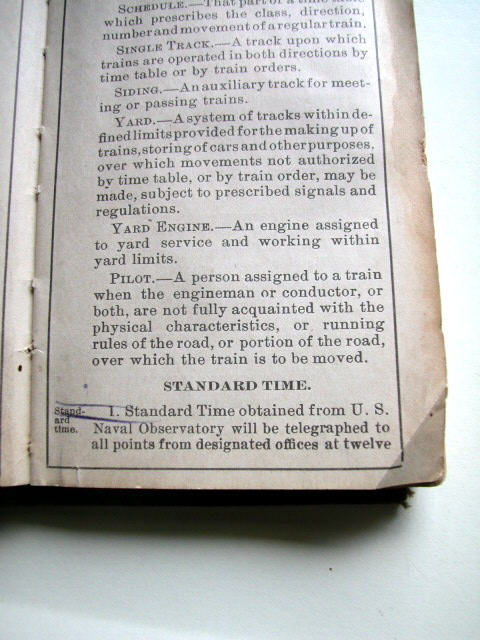 SCHEDULE.—That part of a time table
which prescribes the class, direction,
number and movement of a regular train.
SINGLE TRACK.—A track upon which
trains are operated in both directions by
time table or by train orders.
SIDING.—An auxiliary track for meet-
ing or passing trains.
YARD.—A system of tracks within de-
fined limits provided for the making up of
trains, storing of cars and other purposes,
over which movements not authorized
by time table, or by train order, may be
made, subject to prescribed signals and
regulations.
YARD ENGINE.—An engine assigned
to yard service and working within
yard limits.
PILOT.—A person assigned to a train
when the engineman or conductor, or
both, are not fully acquainted with the
physical characteristics, or running
rules of the road, or portion of the road,
over which the train is to be moved.
STANDARD TIME.
Stand-
ard
time.
1. Standard Time obtained from U. S.
Naval Observatory will be telegraphed to
all points from designated offices at twelve